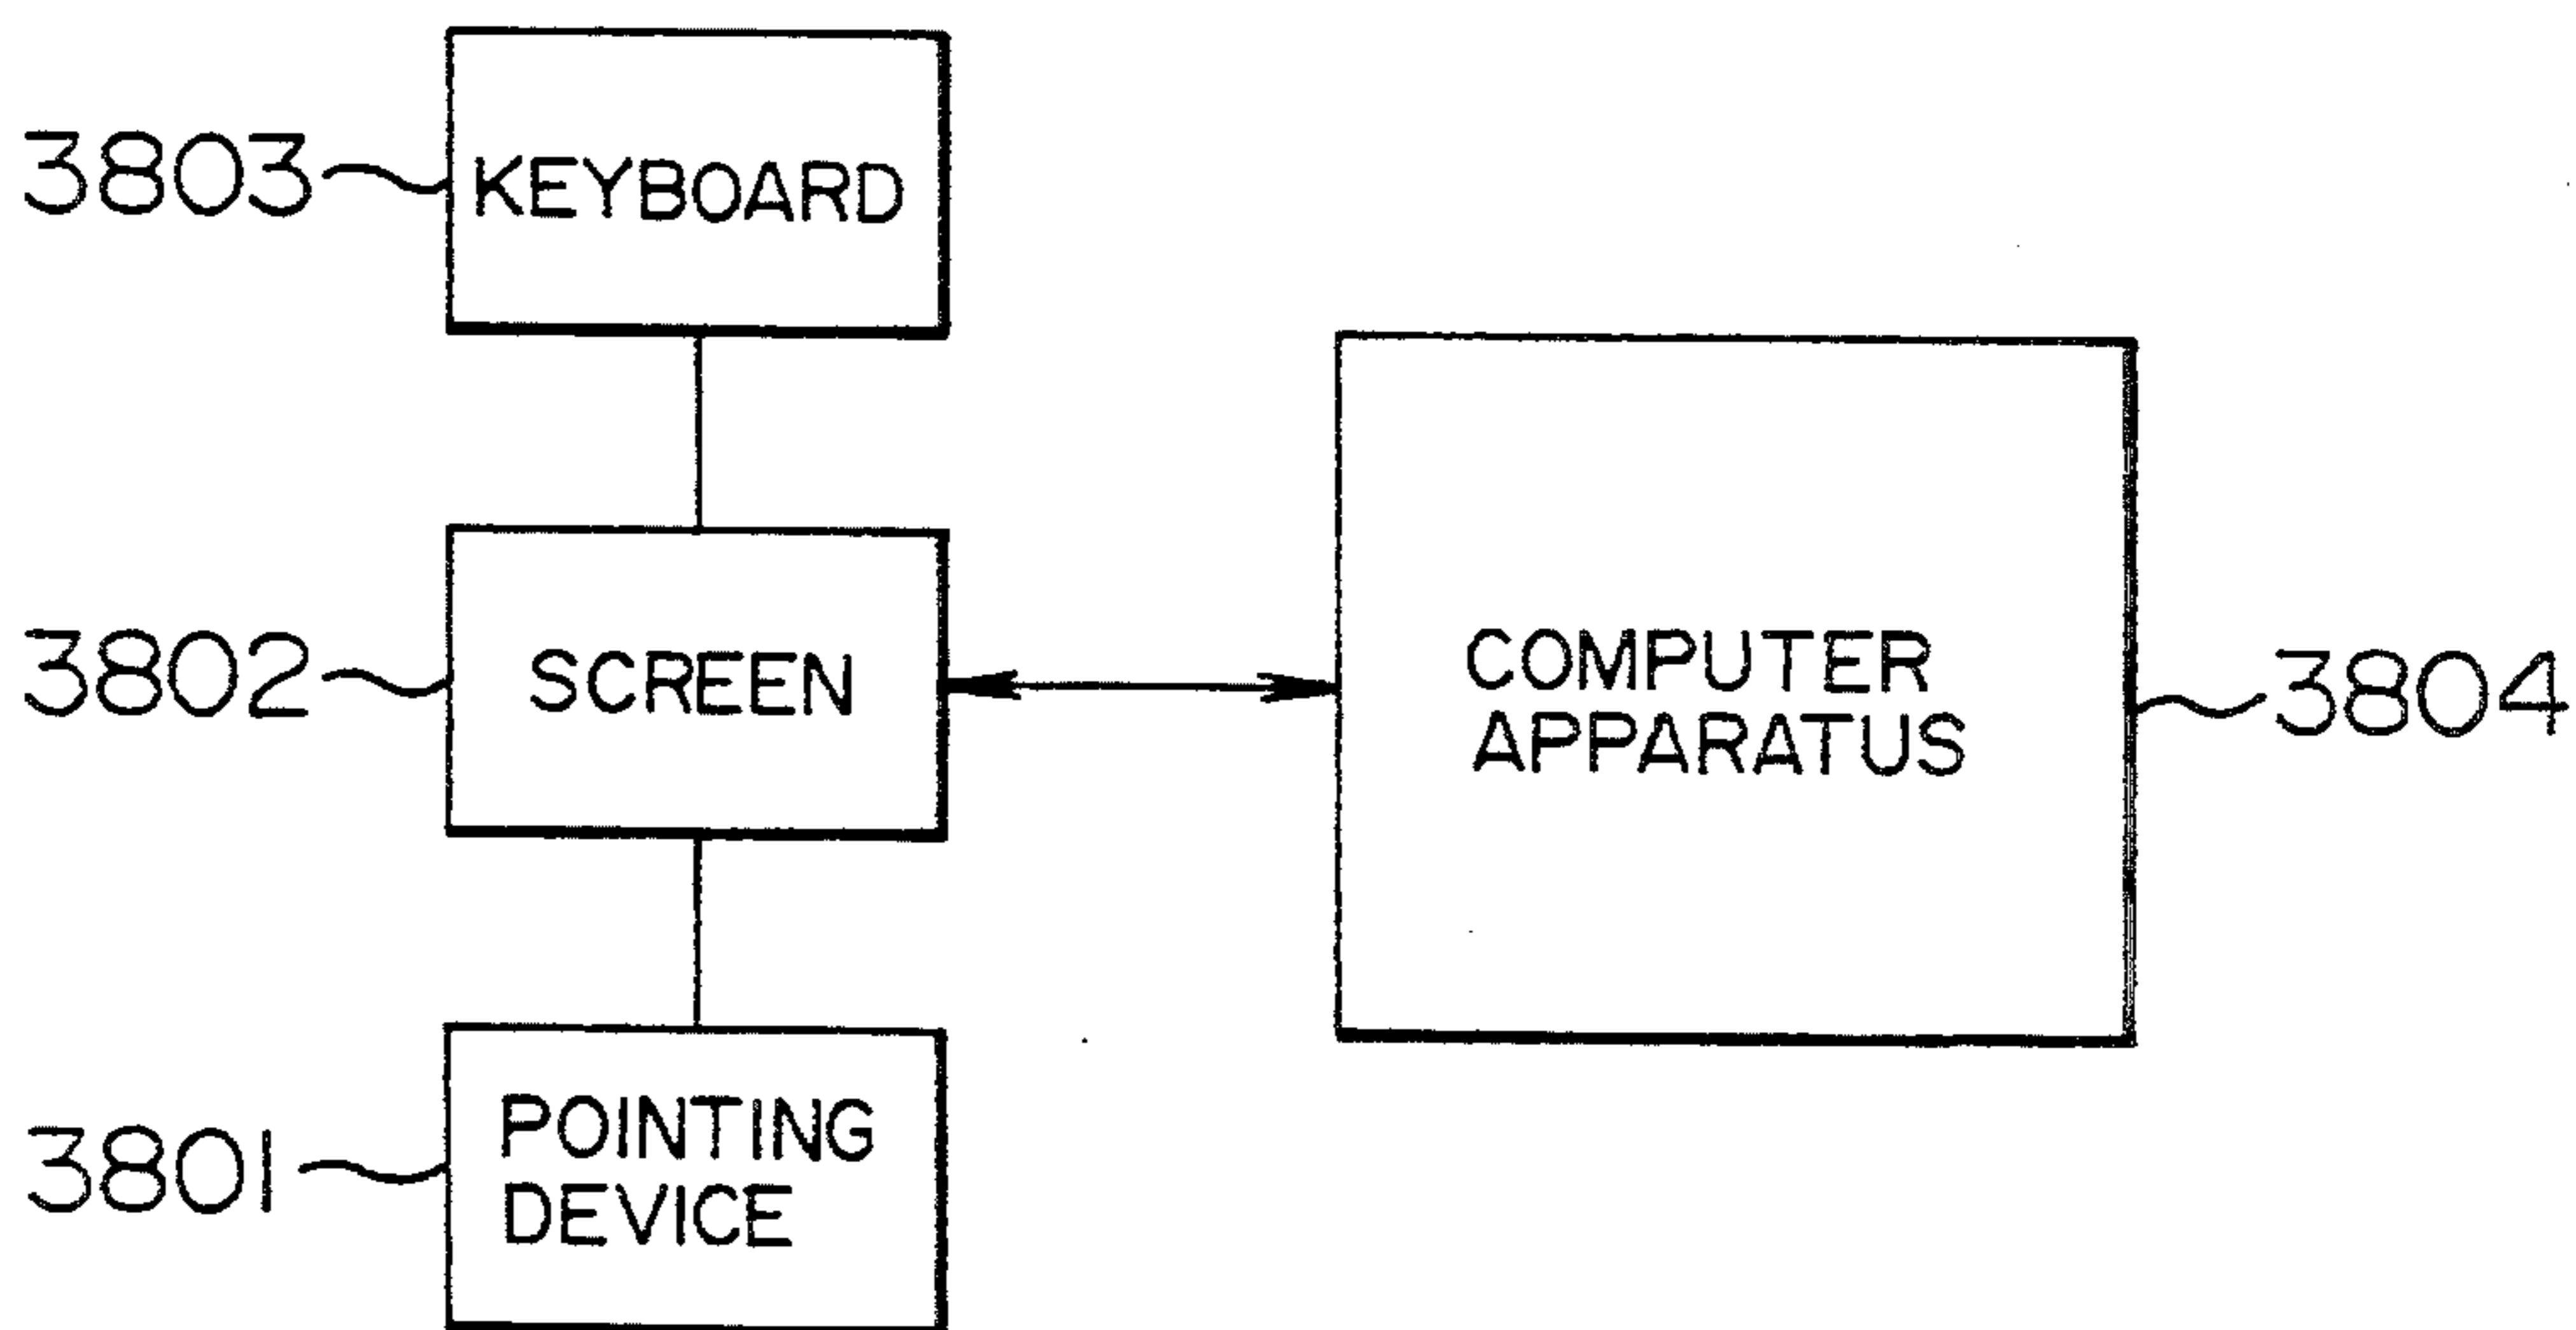 3803
KEYBOARD
3802
SCREEN
COMPUTER
APPARATUS
3804
3801
POINTING
DEVICE